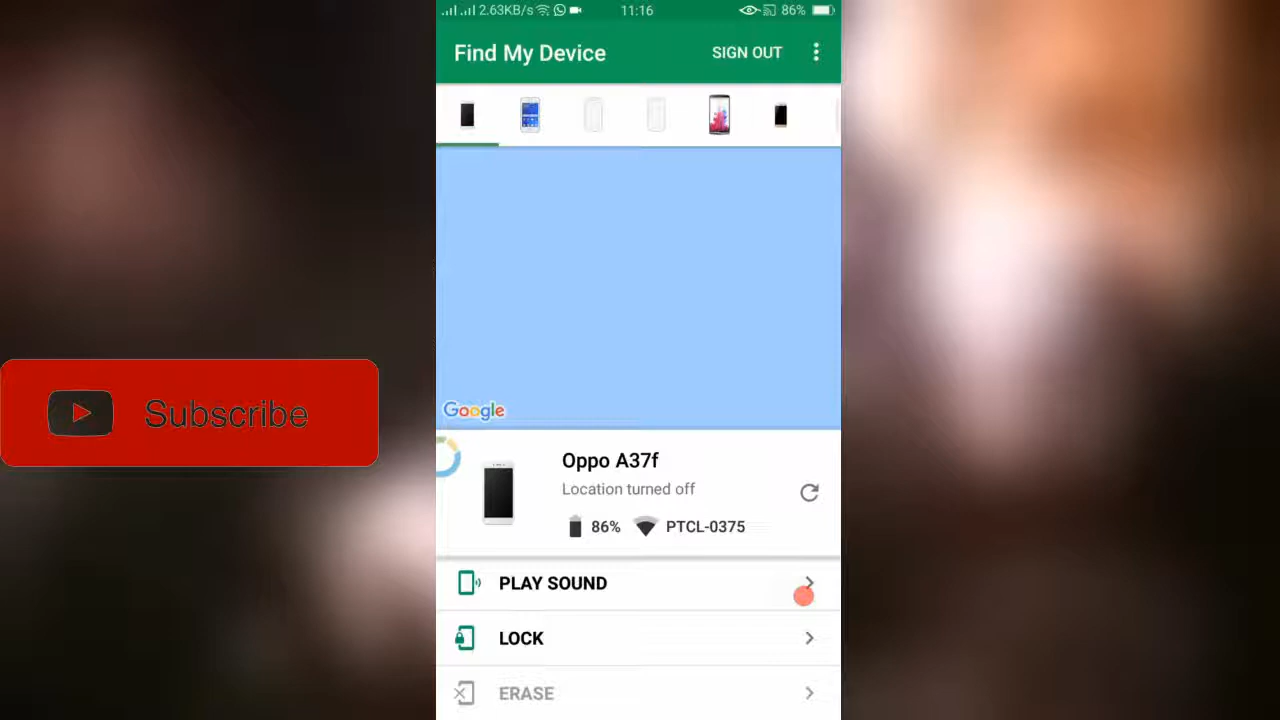 2.63KB/s 11:16 86%
Find My Device SIGN OUT
Google
Subscribe
Oppo A37f
Location turned off
86% PTCL-0375
PLAY SOUND
LOCK
ERASE